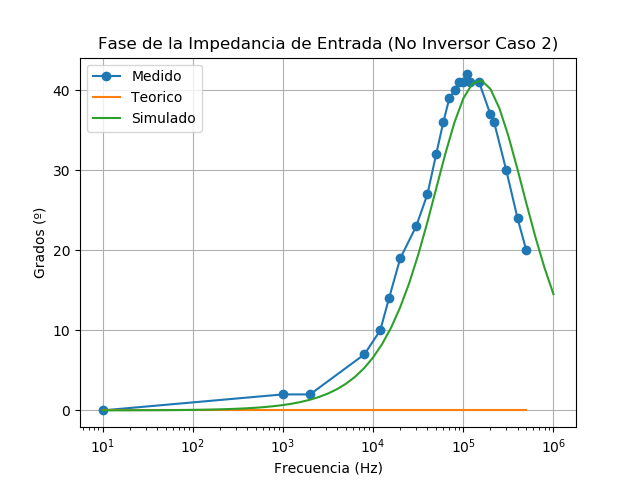 Fase de la Impedancia de Entrada (No Inversor Caso 2)
Medido
Teorico
Simulado
Grados (º)
40
30
20
10
0
10¹
10²
10³
10⁴
10⁵
10⁶
Frecuencia (Hz)